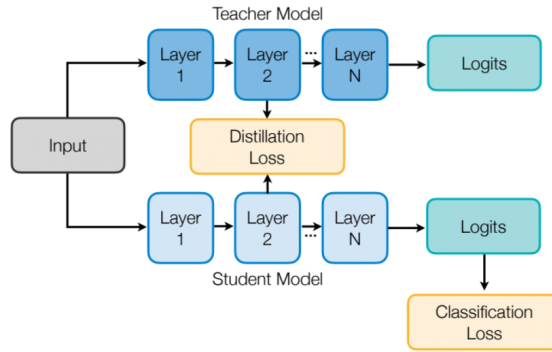 Teacher Model
Layer
1
Layer
2
...
Layer
N
Logits
Input
Distillation
Loss
Layer
1
Layer
2
...
Layer
N
Logits
Student Model
Classification
Loss